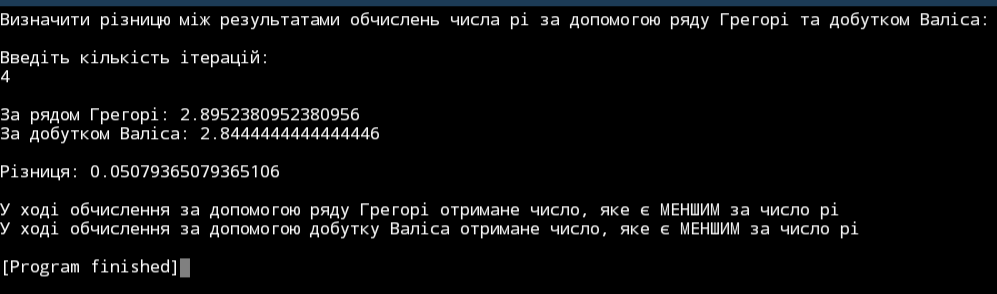 Визначити різницю між результатами обчислень числа pi за допомогою ряду Грегорі та добутком Валіса:
Введіть кількість ітерацій:
4
За рядом Грегорі: 2.8952380952380956
За добутком Валіса: 2.8444444444444446
Різниця: 0.05079365079365106
У ході обчислення за допомогою ряду Грегорі отримане число, яке є МЕНШИМ за число pi
У ході обчислення за допомогою добутку Валіса отримане число, яке є МЕНШИМ за число pi
[Program finished]